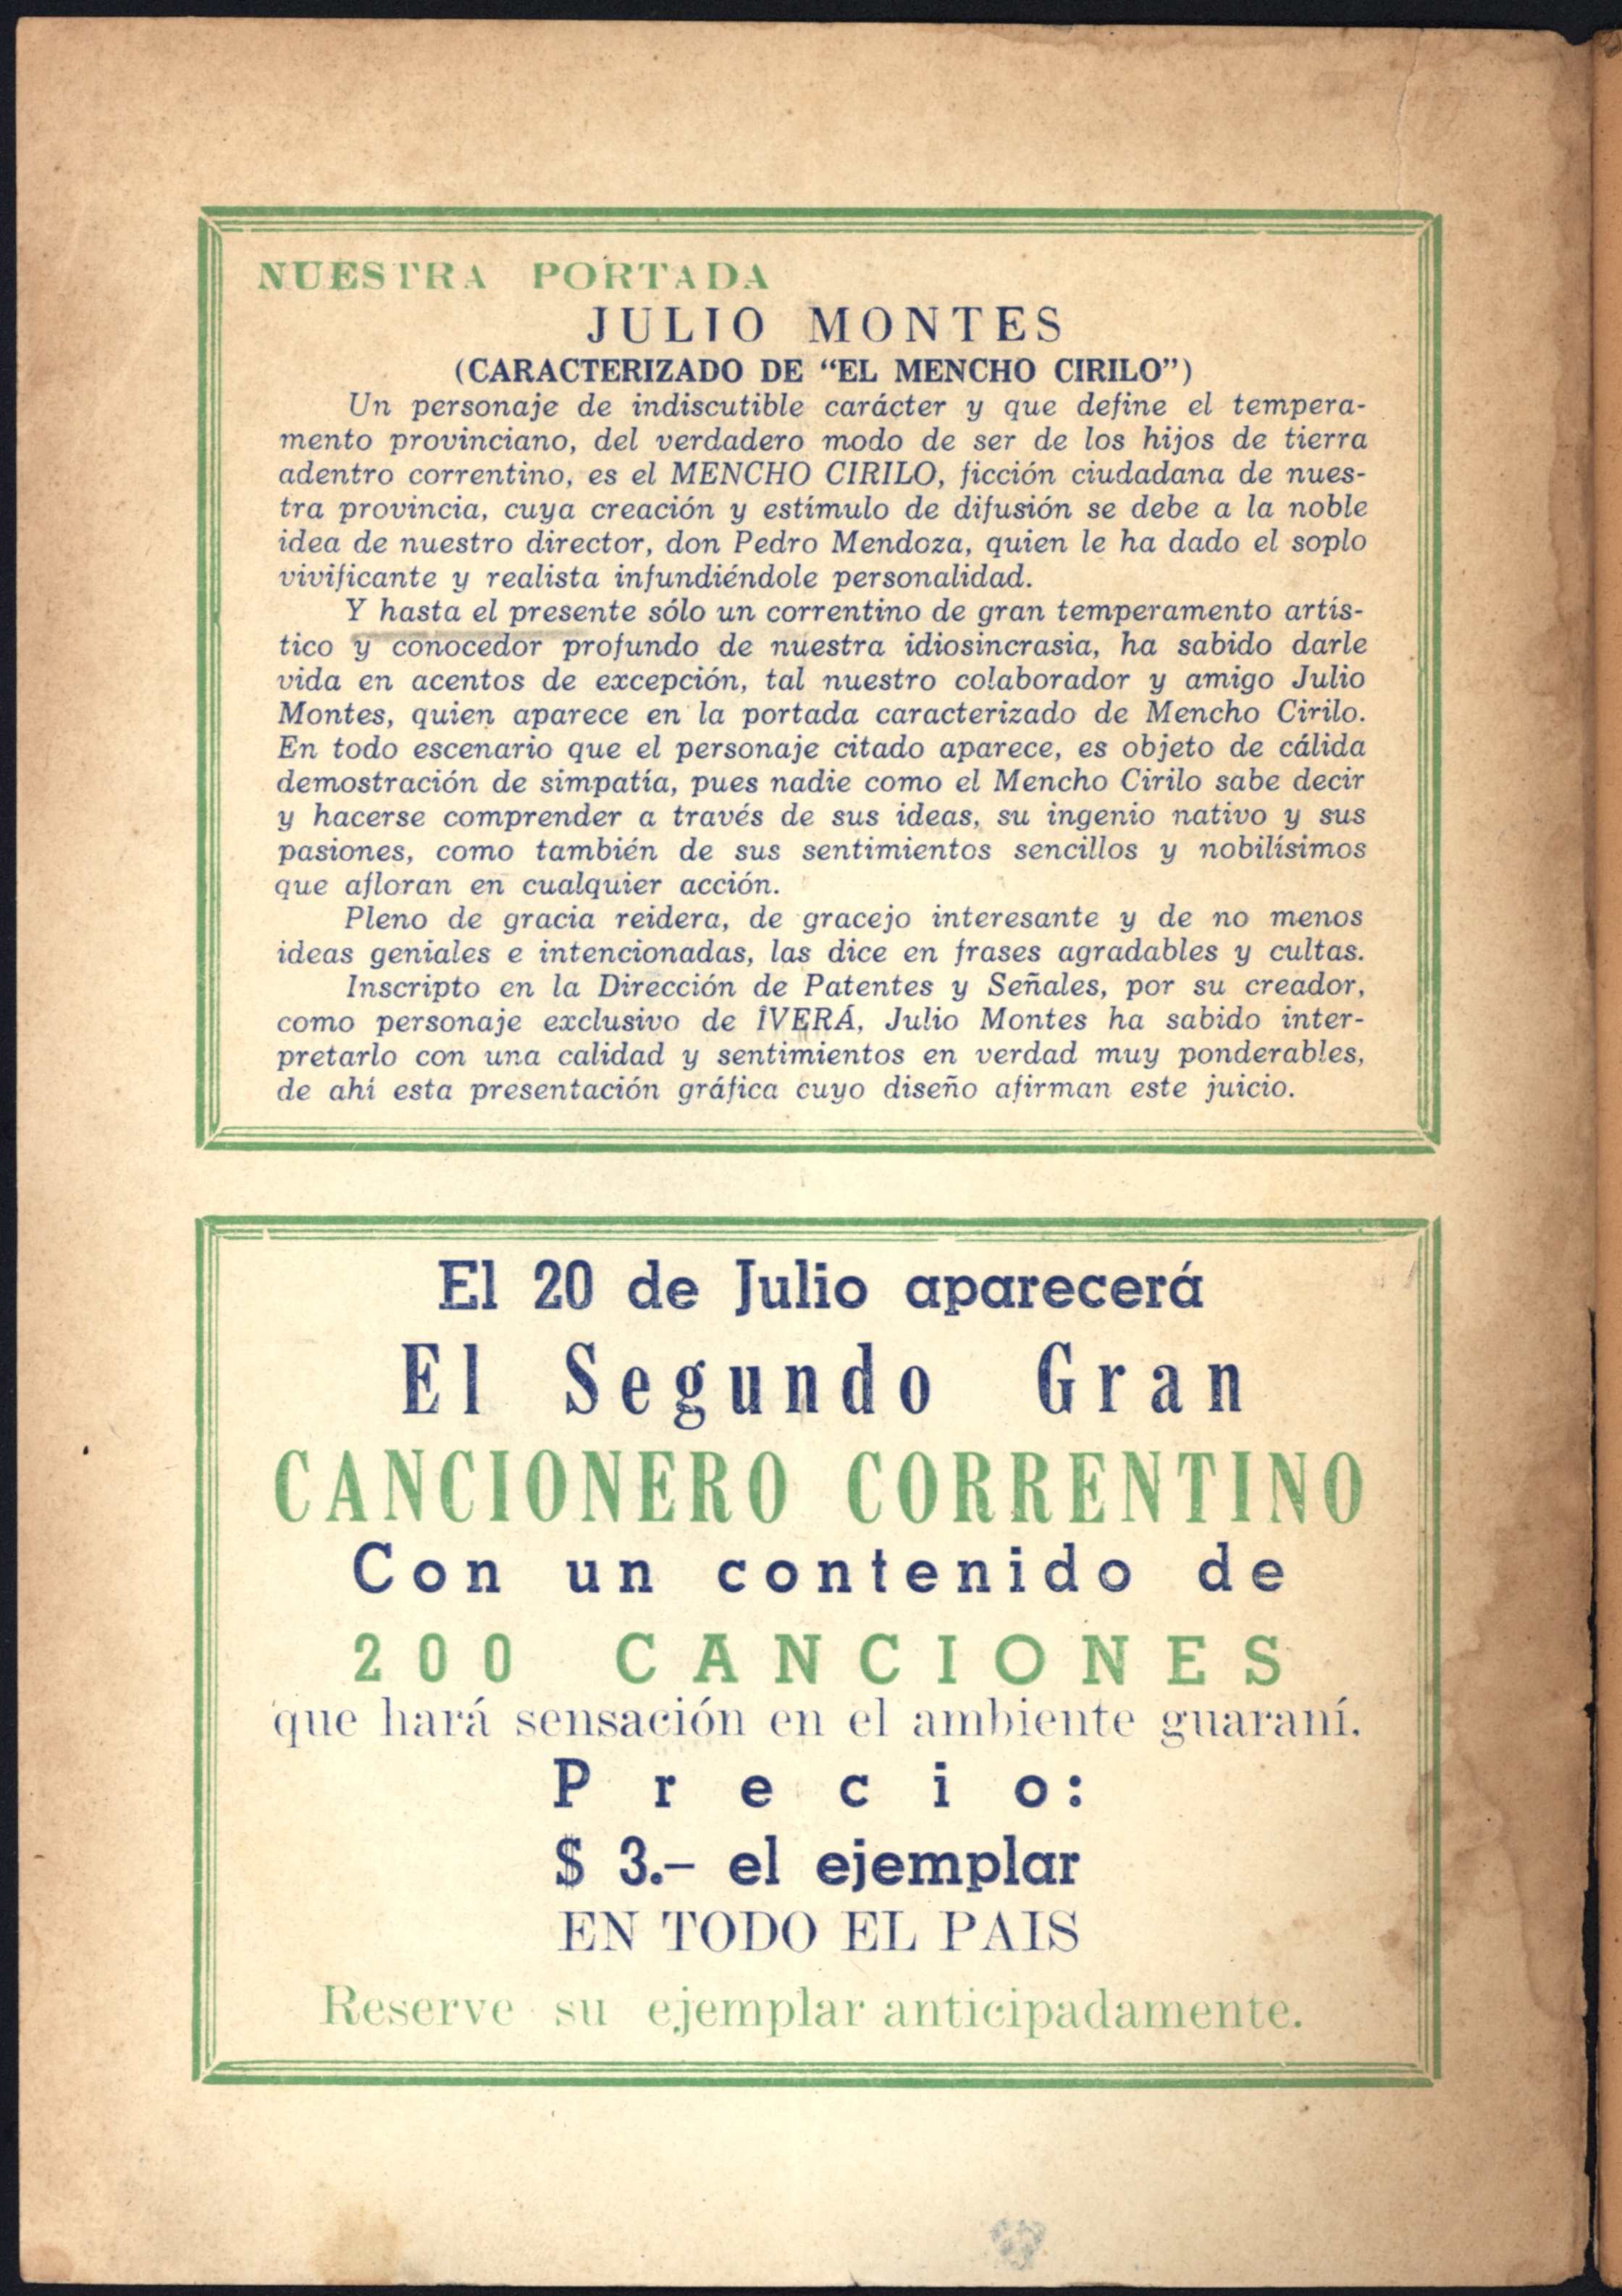 NUESTRA PORTADA
JULIO MONTES
(CARACTERIZADO DE “EL MENCHO CIRILO”)
Un personaje de indiscutible carácter y que define el tempera-
mento provinciano, del verdadero modo de ser de los hijos de tierra
adentro correntino, es el MENCHO CIRILO, ficción ciudadana de nues-
tra provincia, cuya creación y estímulo de difusión se debe a la noble
idea de nuestro director, don Pedro Mendoza, quien le ha dado el soplo
vivificante y realista infundiéndole personalidad.
Y hasta el presente sólo un correntino de gran temperamento artís-
tico y conocedor profundo de nuestra idiosincrasia, ha sabido darle
vida en acentos de excepción, tal nuestro colaborador y amigo Julio
Montes, quien aparece en la portada caracterizado de Mencho Cirilo.
En todo escenario que el personaje citado aparece, es objeto de cálida
demostración de simpatía, pues nadie como el Mencho Cirilo sabe decir
y hacerse comprender a través de sus ideas, su ingenio nativo y sus
pasiones, como también de sus sentimientos sencillos y nobilísimos
que afloran en cualquier acción.
Pleno de gracia reidera, de gracejo interesante y de no menos
ideas geniales e intencionadas, las dice en frases agradables y cultas.
Inscripto en la Dirección de Patentes y Señales, por su creador,
como personaje exclusivo de ÎVERÁ, Julio Montes ha sabido inter-
pretarlo con una calidad y sentimientos en verdad muy ponderables,
de ahí esta presentación gráfica cuyo diseño afirman este juicio.
El 20 de Julio aparecerá
El Segundo Gran
CANCIONERO CORRENTINO
Con un contenido de
200 CANCIONES
que hará sensación en el ambiente guaraní.
Precio:
$ 3.— el ejemplar
EN TODO EL PAIS
Reserve su ejemplar anticipadamente.